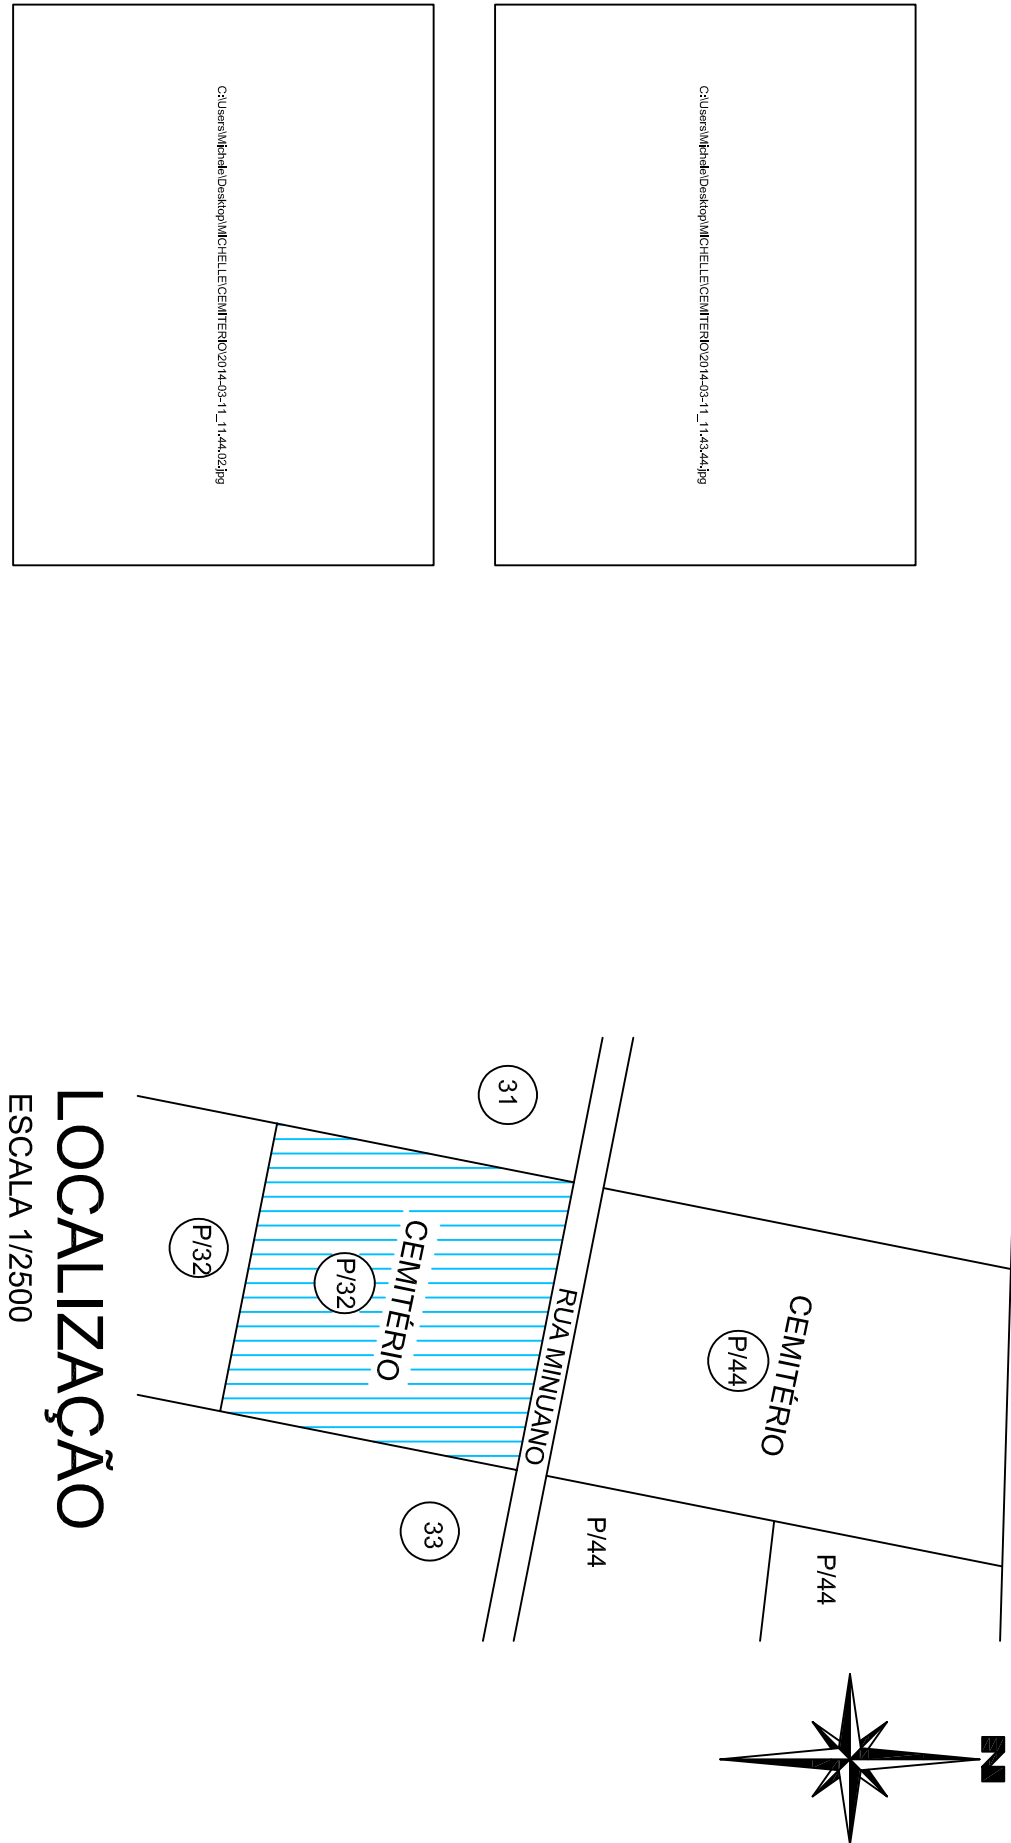 C:\Users\Michele\Desktop\MICHELLE\CEMITERIO\2014-03-11_11.43.44.jpg
C:\Users\Michele\Desktop\MICHELLE\CEMITERIO\2014-03-11_11.44.02.jpg
N
CEMITÉRIO
P/44
P/44
P/44
RUA MINUANO
31
CEMITÉRIO
P/32
33
P/32
LOCALIZAÇÃO
ESCALA 1/2500